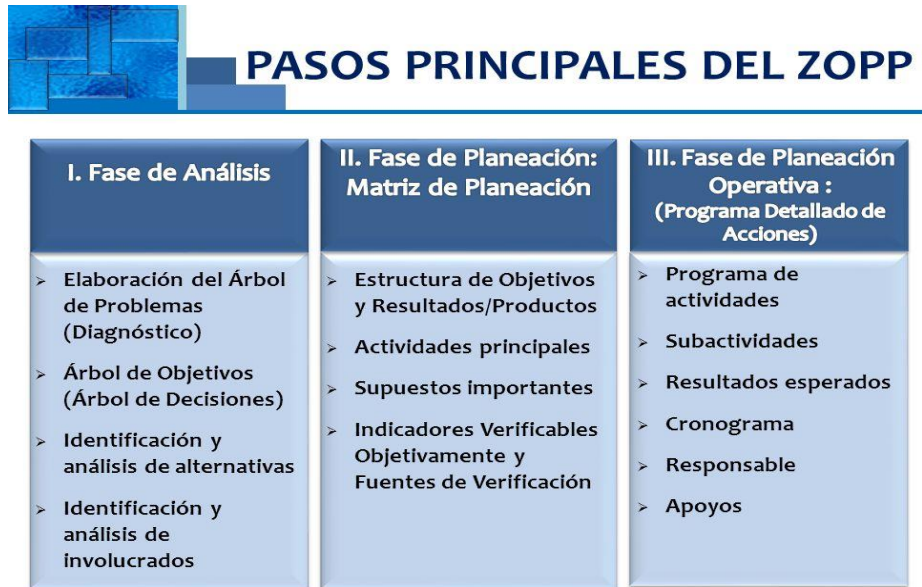 PASOS PRINCIPALES DEL ZOPP
I. Fase de Análisis
➢ Elaboración del Árbol
de Problemas
(Diagnóstico)
➢ Árbol de Objetivos
(Árbol de Decisiones)
➢ Identificación y
análisis de alternativas
➢ Identificación y
análisis de
involucrados
II. Fase de Planeación:
Matriz de Planeación
➢ Estructura de Objetivos
y Resultados/Productos
➢ Actividades principales
➢ Supuestos importantes
➢ Indicadores Verificables
Objetivamente y
Fuentes de Verificación
III. Fase de Planeación
Operativa :
(Programa Detallado de
Acciones)
➢ Programa de
actividades
➢ Subactividades
➢ Resultados esperados
➢ Cronograma
➢ Responsable
➢ Apoyos